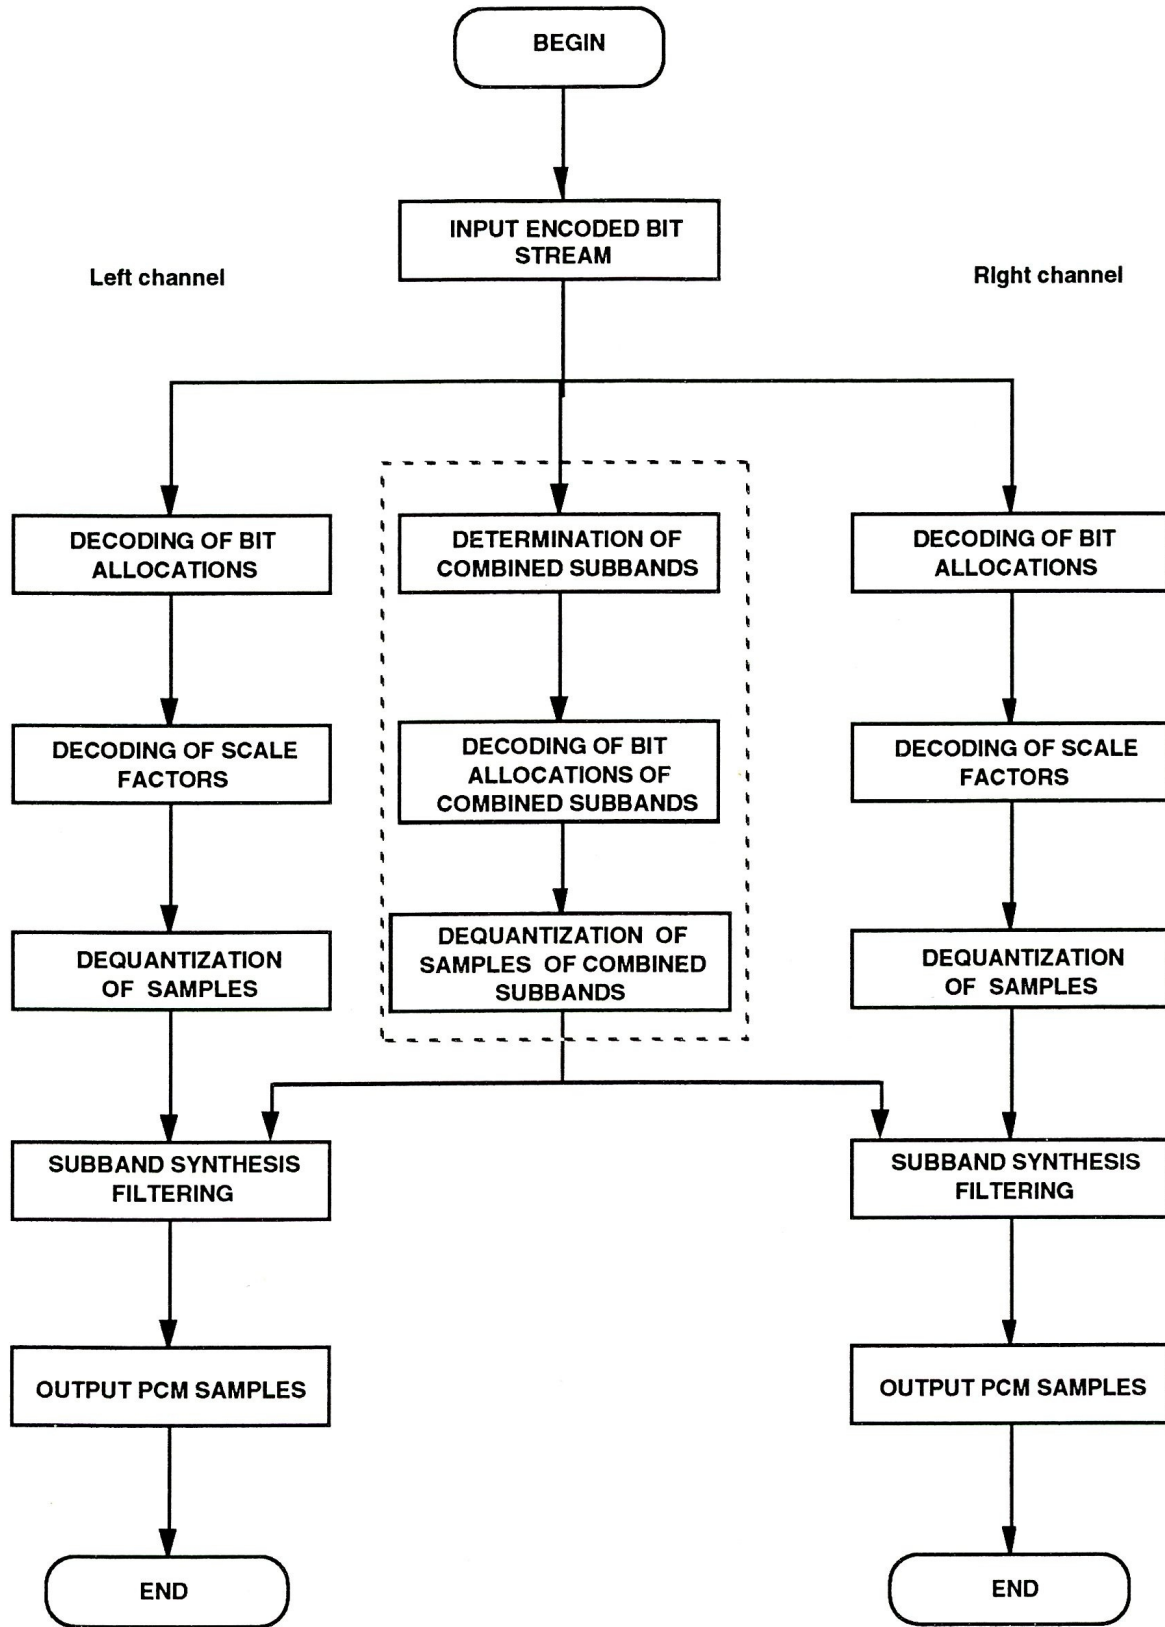 BEGIN
INPUT ENCODED BIT
STREAM
Left channel
Right channel
DECODING OF BIT
ALLOCATIONS
DETERMINATION OF
COMBINED SUBBANDS
DECODING OF BIT
ALLOCATIONS
DECODING OF SCALE
FACTORS
DECODING OF BIT
ALLOCATIONS OF
COMBINED SUBBANDS
DECODING OF SCALE
FACTORS
DEQUANTIZATION
OF SAMPLES
DEQUANTIZATION OF
SAMPLES OF COMBINED
SUBBANDS
DEQUANTIZATION
OF SAMPLES
SUBBAND SYNTHESIS
FILTERING
SUBBAND SYNTHESIS
FILTERING
OUTPUT PCM SAMPLES
OUTPUT PCM SAMPLES
END
END